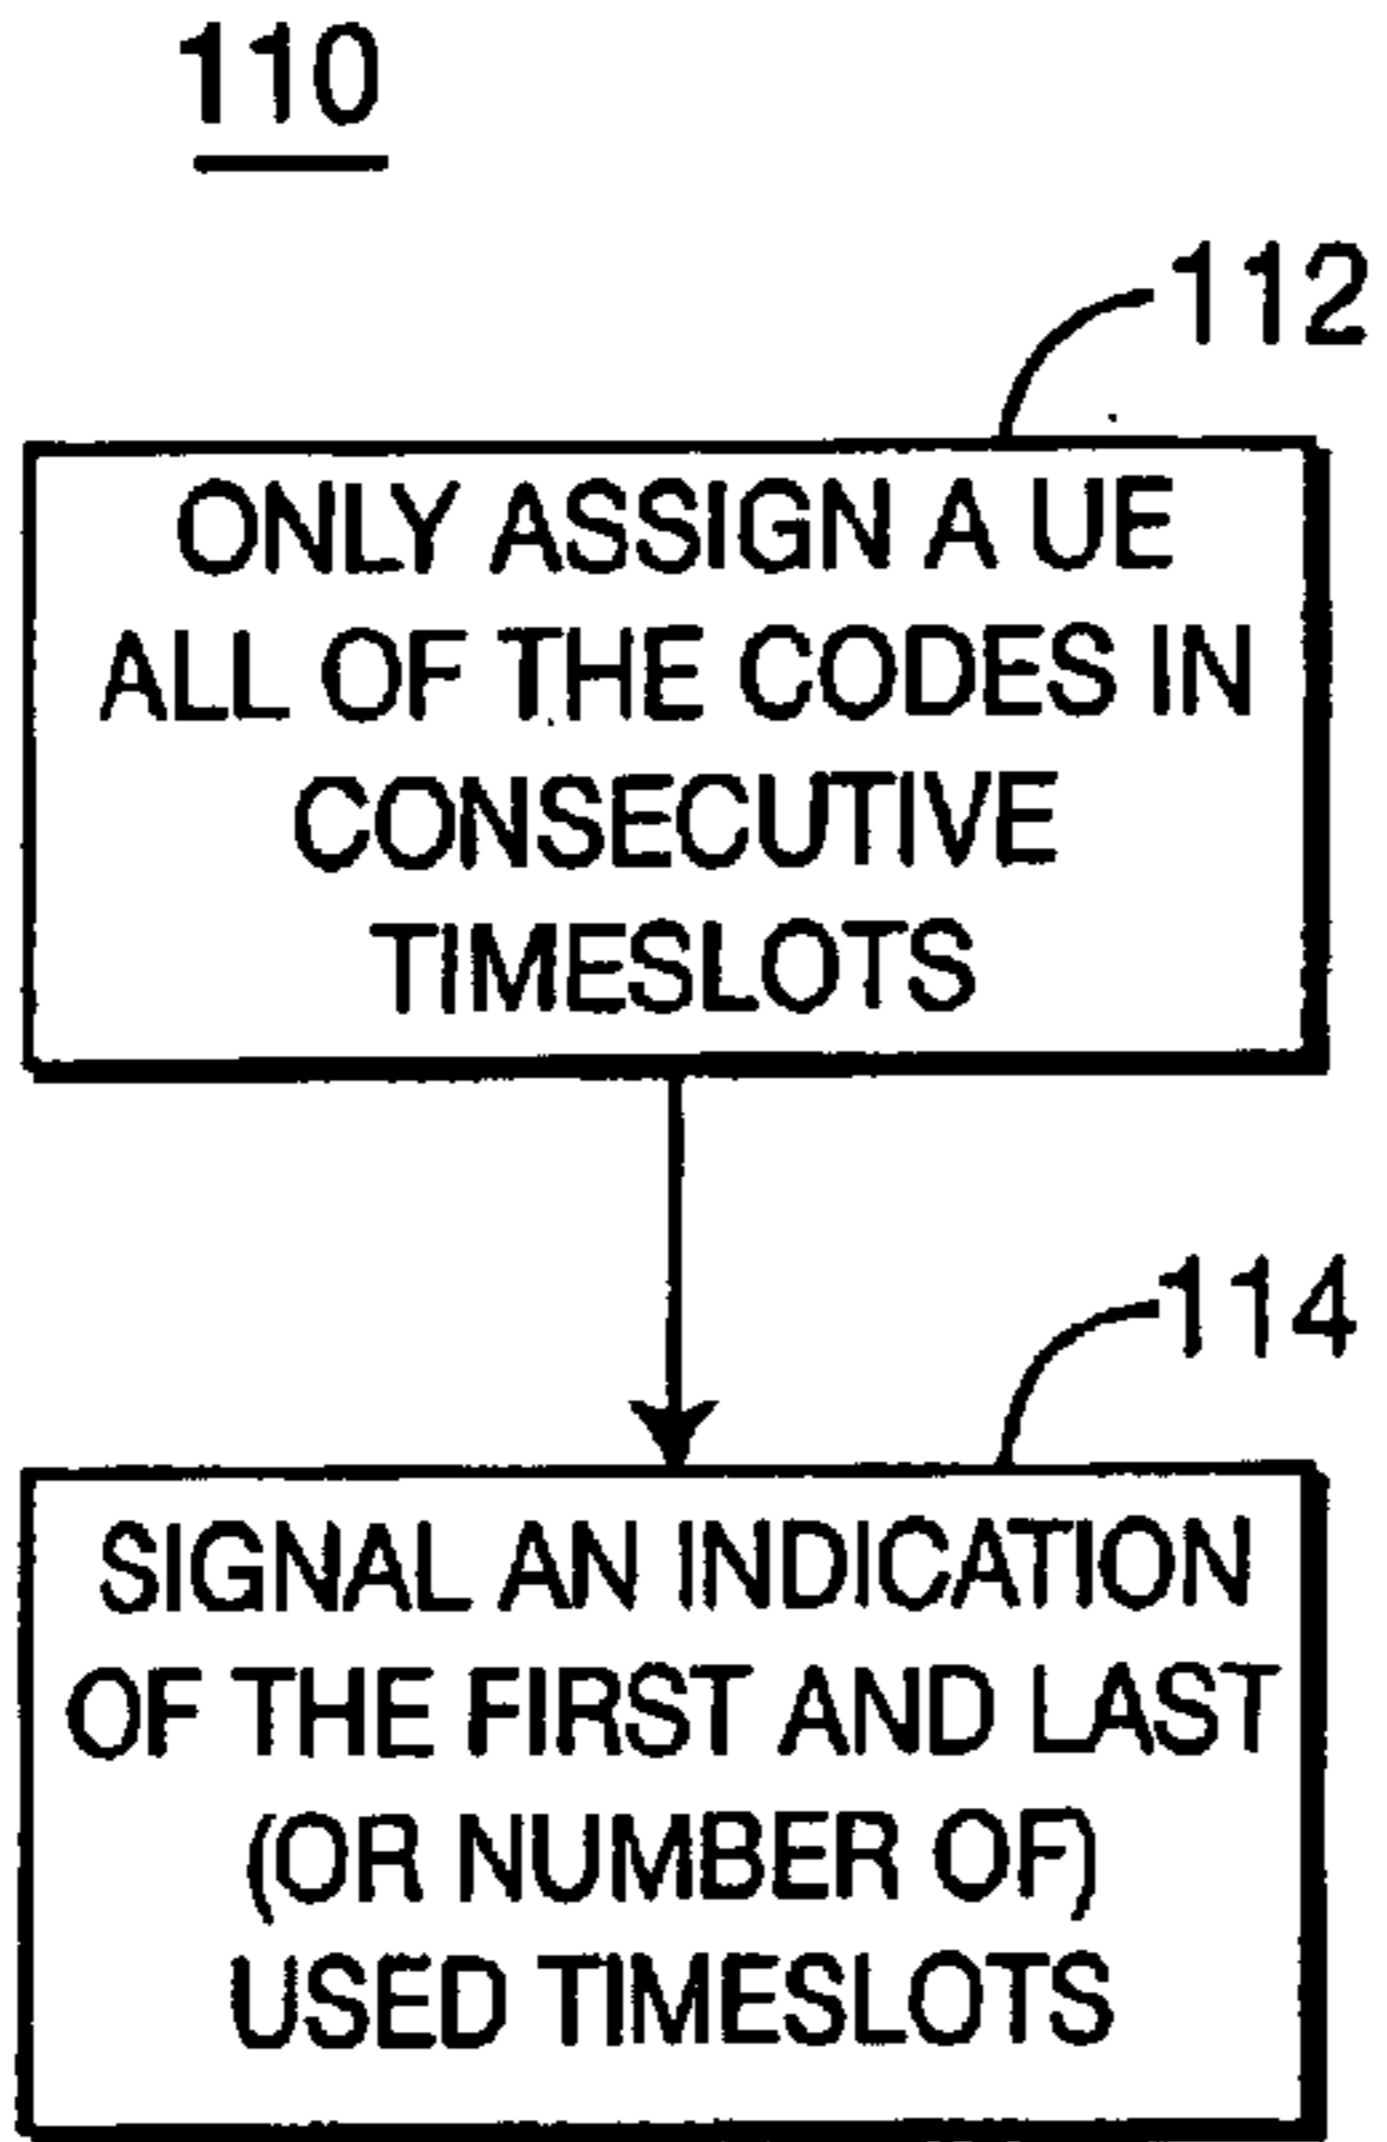 110
112
ONLY ASSIGN A UE
ALL OF THE CODES IN
CONSECUTIVE
TIMESLOTS
114
SIGNAL AN INDICATION
OF THE FIRST AND LAST
(OR NUMBER OF)
USED TIMESLOTS